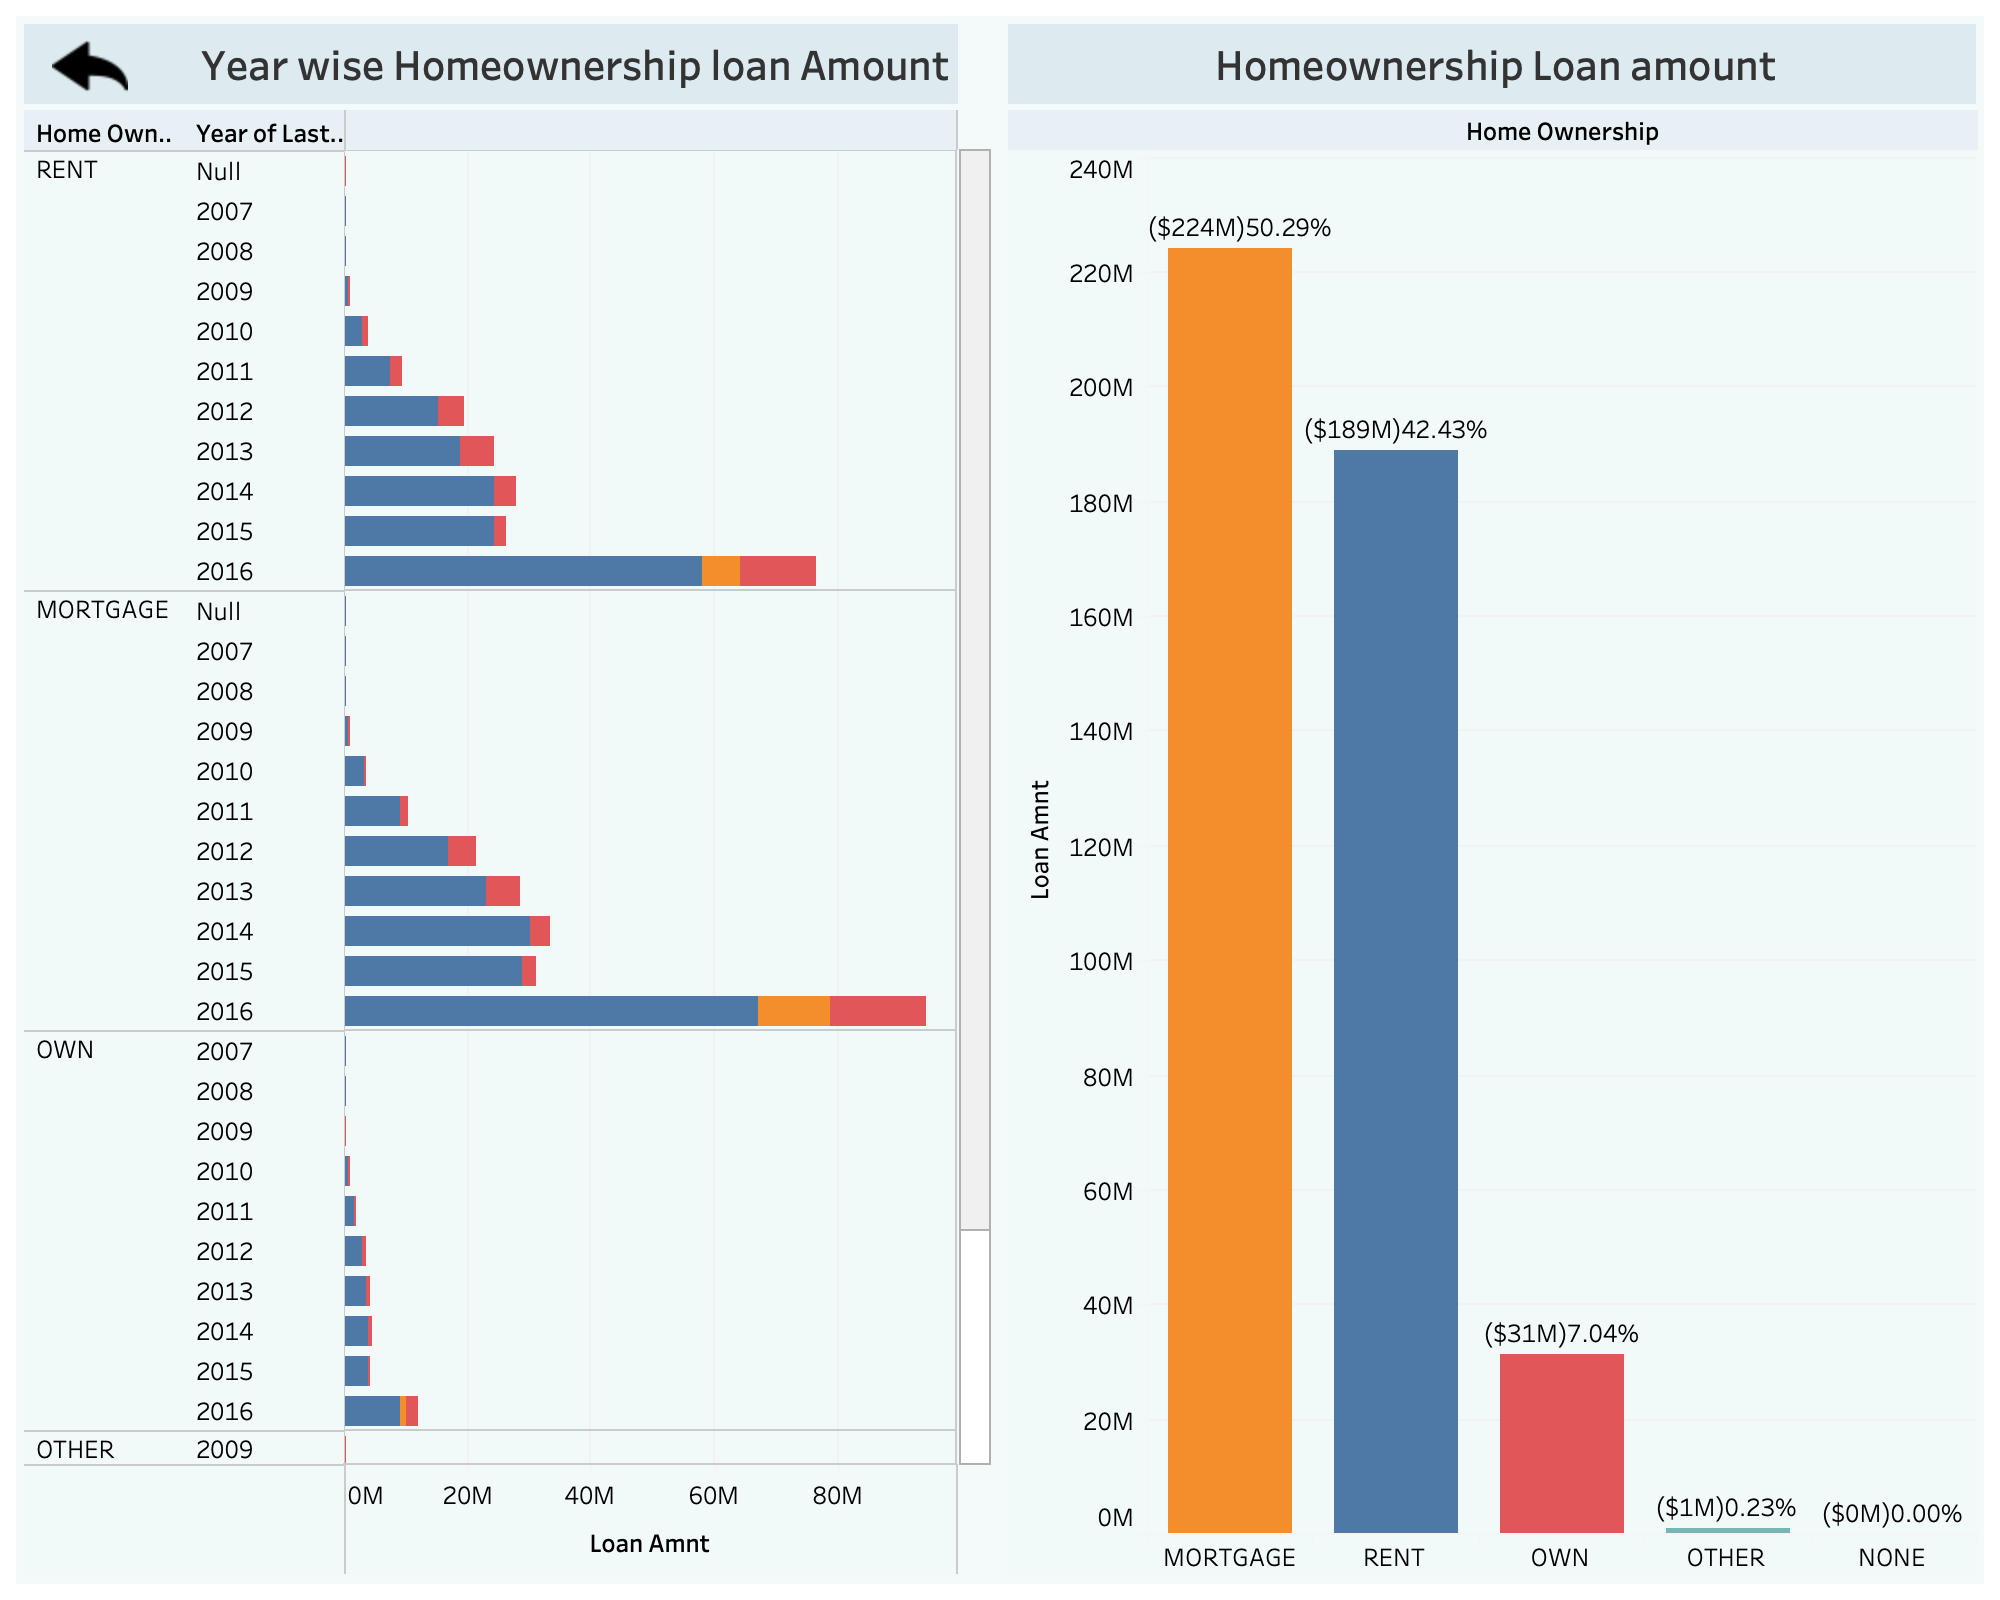 Year wise Homeownership loan Amount
Home Own.. Year of Last..
RENT Null
2007
2008
2009
2010
2011
2012
2013
2014
2015
2016
MORTGAGE Null
2007
2008
2009
2010
2011
2012
2013
2014
2015
2016
OWN 2007
2008
2009
2010
2011
2012
2013
2014
2015
2016
OTHER 2009
0M 20M 40M 60M 80M
Loan Amnt
Homeownership Loan amount
Home Ownership
240M
220M
200M
180M
160M
140M
120M
100M
80M
60M
40M
20M
0M
Loan Amnt
($224M)50.29%
($189M)42.43%
($31M)7.04%
($1M)0.23%
($0M)0.00%
MORTGAGE RENT OWN OTHER NONE